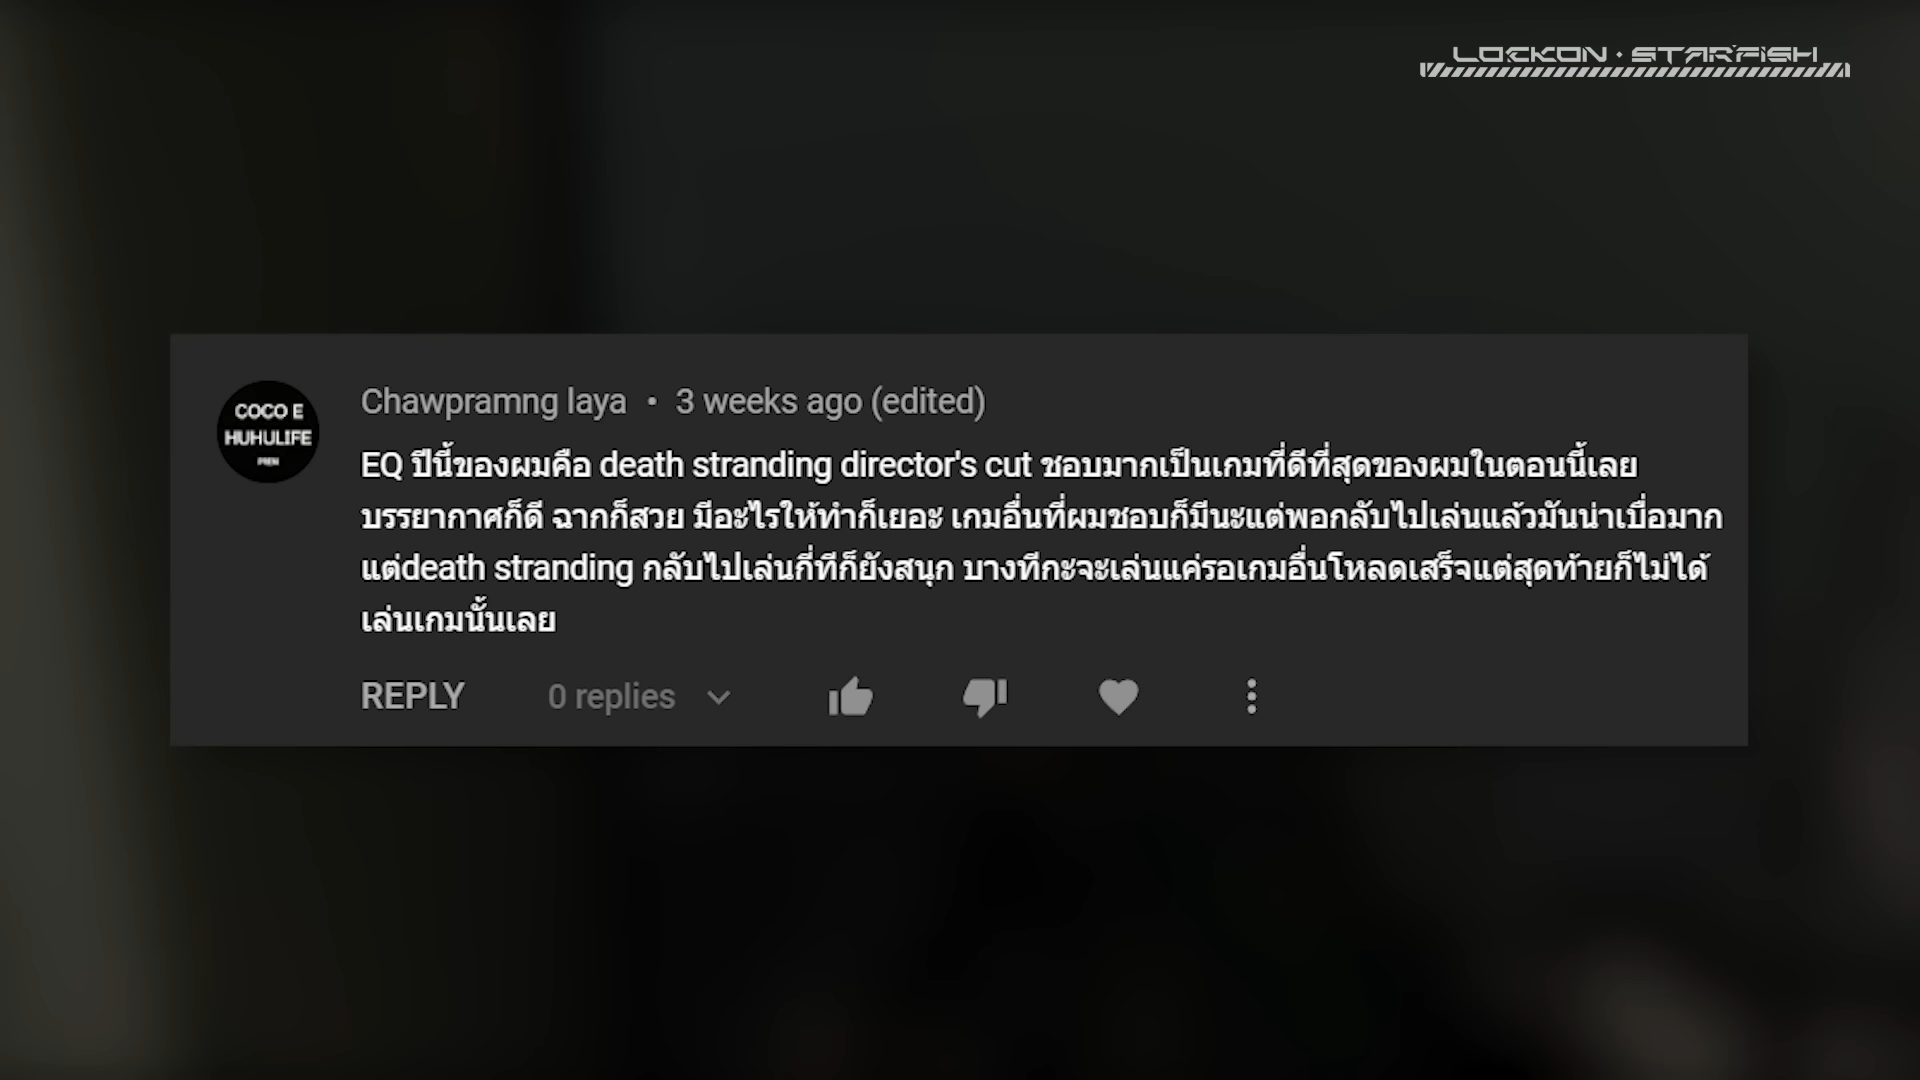 LOCKON · STARFISH
COCO E
HUHULIFE
Chawpramng laya • 3 weeks ago (edited)
EQ ปีนี้ของผมคือ death stranding director's cut ชอบมากเป็นเกมที่ดีที่สุดของผมในตอนนี้เลย
บรรยากาศก็ดี ฉากก็สวย มีอะไรให้ทำก็เยอะ เกมอื่นที่ผมชอบก็มีนะแต่พอกลับไปเล่นแล้วมันน่าเบื่อมาก
แต่death stranding กลับไปเล่นกี่ทีก็ยังสนุก บางทีกะจะเล่นแค่รอเกมอื่นโหลดเสร็จแต่สุดท้ายก็ไม่ได้
เล่นเกมนั้นเลย
REPLY 0 replies